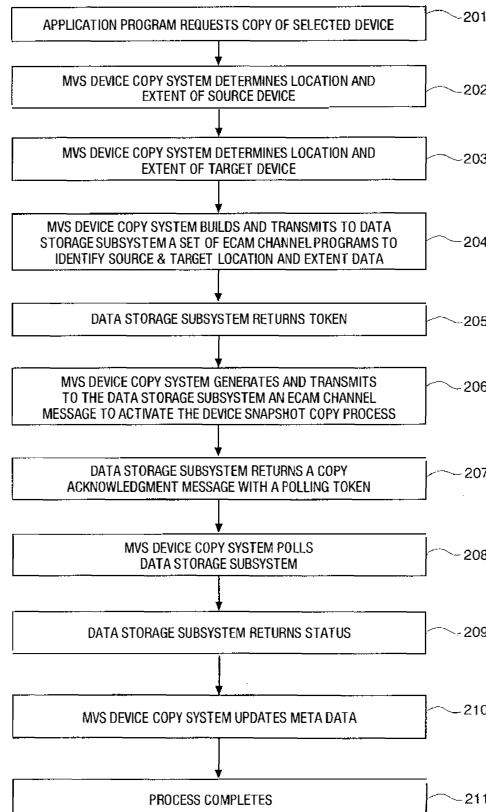 APPLICATION PROGRAM REQUESTS COPY OF SELECTED DEVICE
201
MVS DEVICE COPY SYSTEM DETERMINES LOCATION AND
EXTENT OF SOURCE DEVICE
202
MVS DEVICE COPY SYSTEM DETERMINES LOCATION AND
EXTENT OF TARGET DEVICE
203
MVS DEVICE COPY SYSTEM BUILDS AND TRANSMITS TO DATA
STORAGE SUBSYSTEM A SET OF ECAM CHANNEL PROGRAMS TO
IDENTIFY SOURCE & TARGET LOCATION AND EXTENT DATA
204
DATA STORAGE SUBSYSTEM RETURNS TOKEN
205
MVS DEVICE COPY SYSTEM GENERATES AND TRANSMITS
TO THE DATA STORAGE SUBSYSTEM AN ECAM CHANNEL
MESSAGE TO ACTIVATE THE DEVICE SNAPSHOT COPY PROCESS
206
DATA STORAGE SUBSYSTEM RETURNS A COPY
ACKNOWLEDGMENT MESSAGE WITH A POLLING TOKEN
207
MVS DEVICE COPY SYSTEM POLLS
DATA STORAGE SUBSYSTEM
208
DATA STORAGE SUBSYSTEM RETURNS STATUS
209
MVS DEVICE COPY SYSTEM UPDATES META DATA
210
PROCESS COMPLETES
211